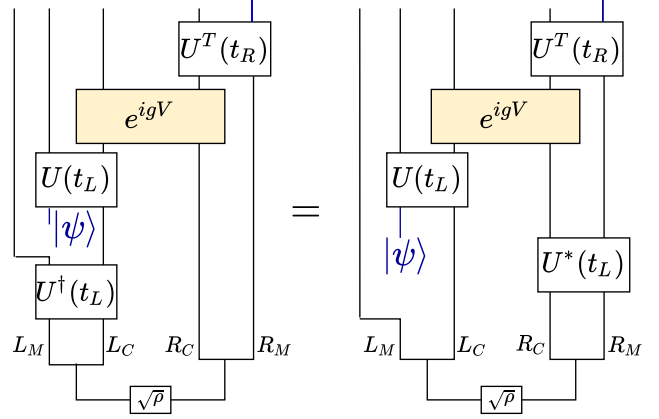 U^T(t_R) U^T(t_R)
e^{igV} e^{igV}
U(t_L) U(t_L)
|ψ⟩ = |ψ⟩
U^†(t_L) U^*(t_L)
L_M L_C R_C R_M L_M L_C R_C R_M
√ρ √ρ